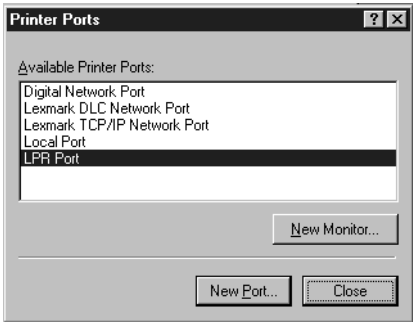 Printer Ports
? ×
Available Printer Ports:
Digital Network Port
Lexmark DLC Network Port
Lexmark TCP/IP Network Port
Local Port
LPR Port
New Monitor...
New Port...
Close